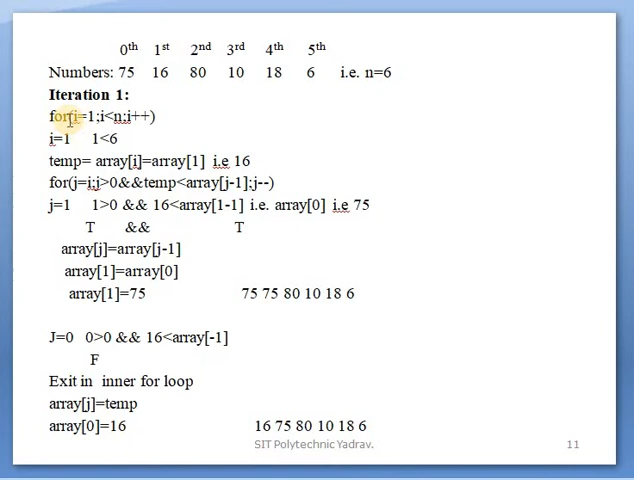 0th 1st 2nd 3rd 4th 5th
Numbers: 75 16 80 10 18 6 i.e. n=6
Iteration 1:
for(i=1;i<n;i++)
i=1 1<6
temp= array[i]=array[1] i.e 16
for(j=i;j>0&&temp<array[j-1];j--)
j=1 1>0 && 16<array[1-1] i.e. array[0] i.e 75
T && T
array[j]=array[j-1]
array[1]=array[0]
array[1]=75 75 75 80 10 18 6
J=0 0>0 && 16<array[-1]
F
Exit in inner for loop
array[j]=temp
array[0]=16 16 75 80 10 18 6
SIT Polytechnic Yadrav. 11